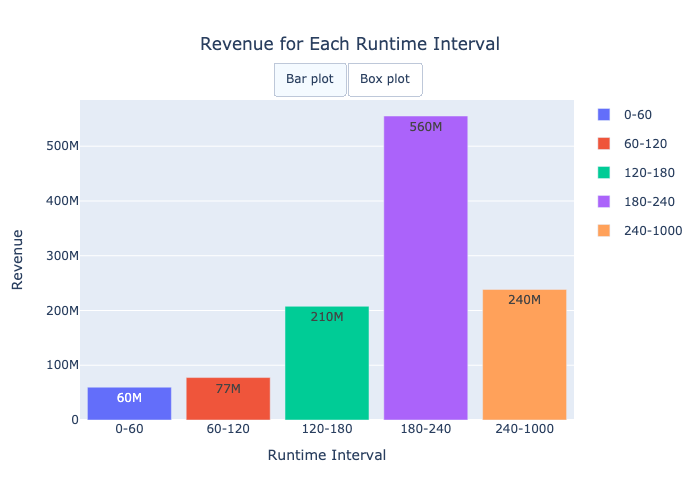 Revenue for Each Runtime Interval
Bar plot Box plot
0-60
60-120
120-180
180-240
240-1000
Revenue
500M
400M
300M
200M
100M
0
60M
77M
210M
560M
240M
0-60 60-120 120-180 180-240 240-1000
Runtime Interval